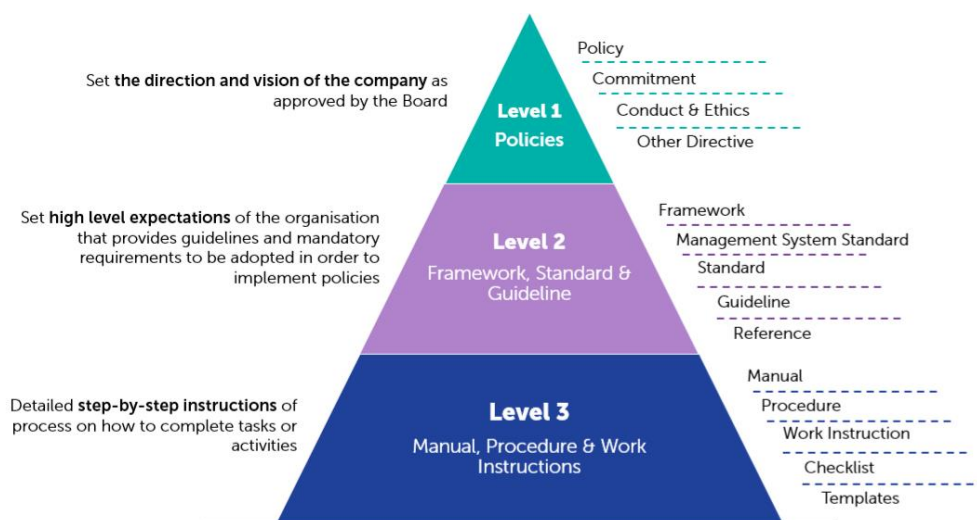 Set the direction and vision of the company as
approved by the Board
Level 1
Policies
Policy
Commitment
Conduct & Ethics
Other Directive
Set high level expectations of the organisation
that provides guidelines and mandatory
requirements to be adopted in order to
implement policies
Level 2
Framework, Standard &
Guideline
Framework
Management System Standard
Standard
Guideline
Reference
Detailed step-by-step instructions of
process on how to complete tasks or
activities
Level 3
Manual, Procedure & Work
Instructions
Manual
Procedure
Work Instruction
Checklist
Templates